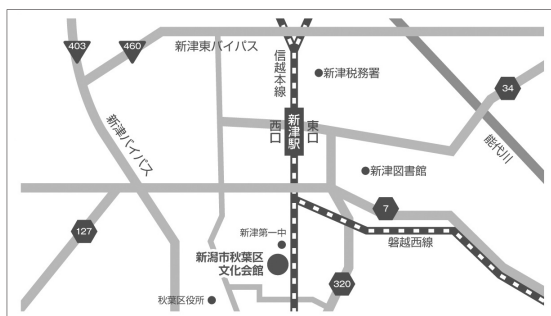 403
460
新津東バイパス
信越本線
新津税務署
34
新津バイパス
西口
新津駅
東口
能代川
新津図書館
7
127
新津第一中
磐越西線
新潟市秋葉区
文化会館
320
秋葉区役所